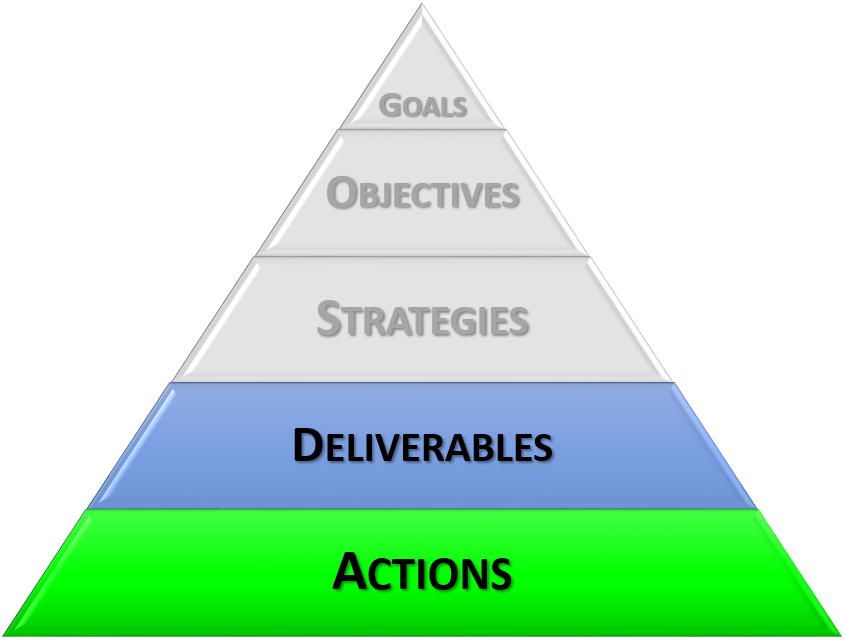 GOALS
OBJECTIVES
STRATEGIES
DELIVERABLES
ACTIONS